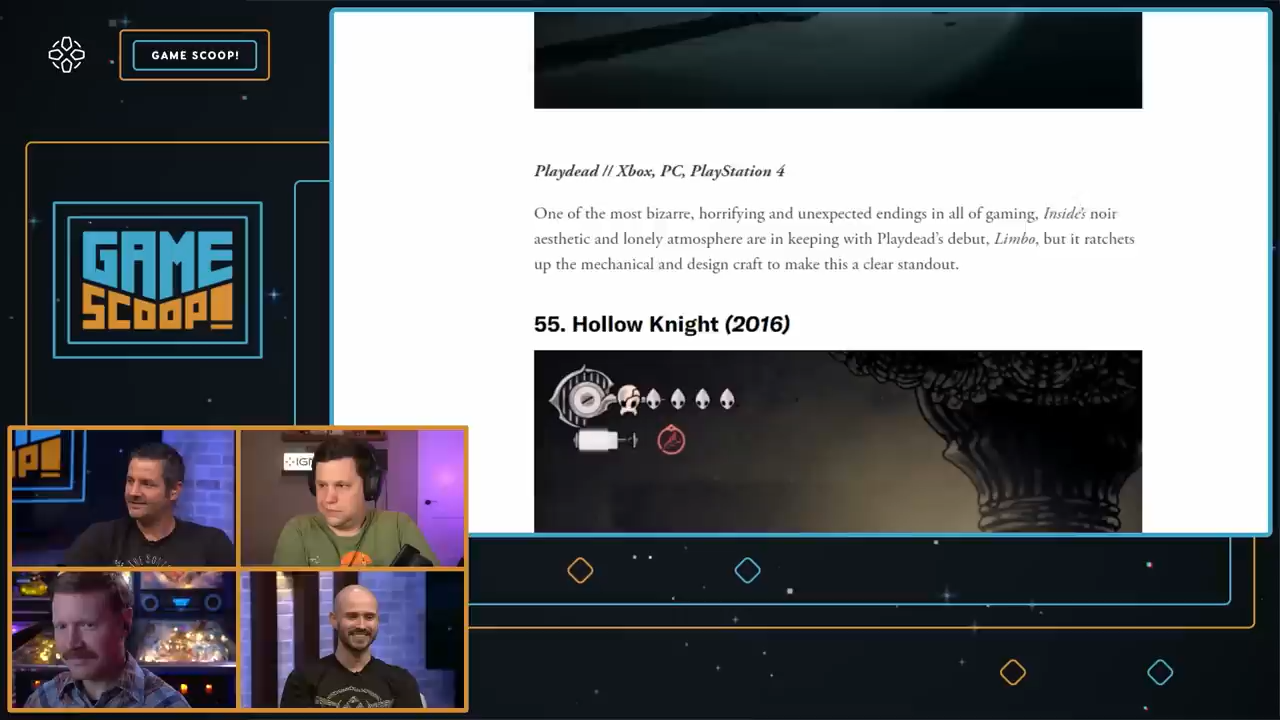 GAME SCOOP!
Playdead // Xbox, PC, PlayStation 4
One of the most bizarre, horrifying and unexpected endings in all of gaming, Inside's noir
aesthetic and lonely atmosphere are in keeping with Playdead's debut, Limbo, but it ratchets
up the mechanical and design craft to make this a clear standout.
55. Hollow Knight (2016)
GAME
SCOOP!
IGN